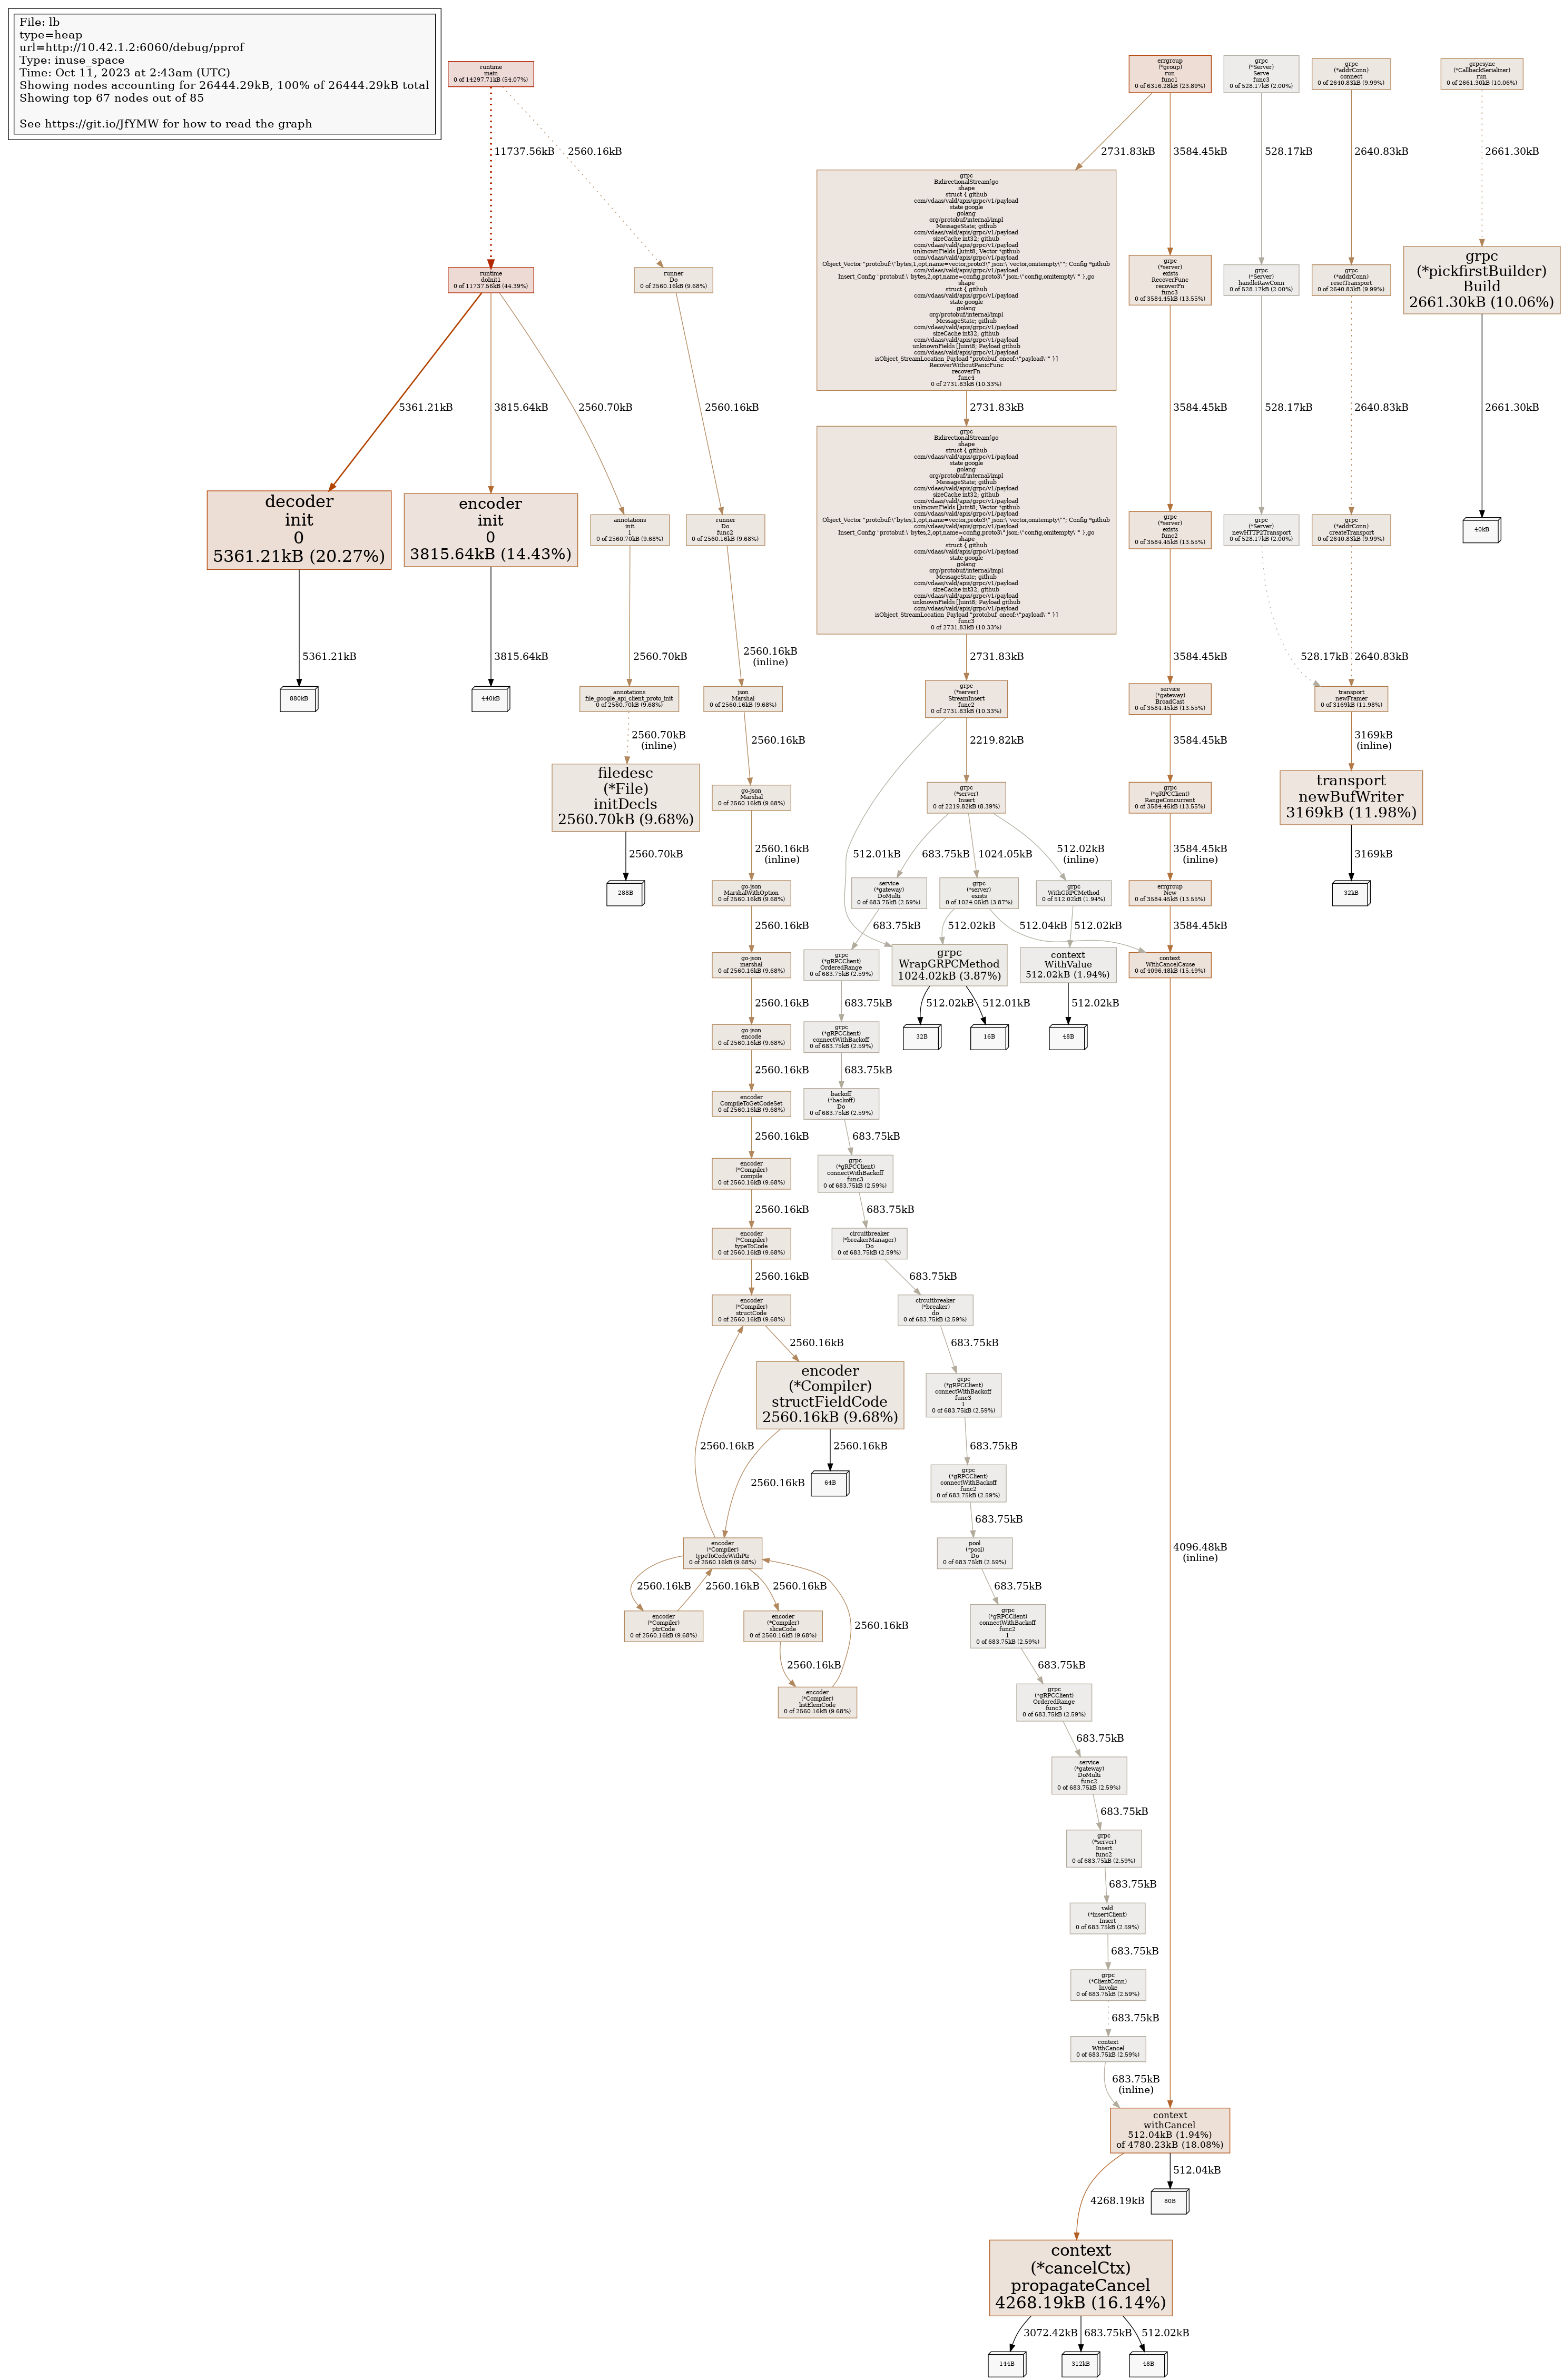 File: lb
type=heap
url=http://10.42.1.2:6060/debug/pprof
Type: inuse_space
Time: Oct 11, 2023 at 2:43am (UTC)
Showing nodes accounting for 26444.29kB, 100% of 26444.29kB total
Showing top 67 nodes out of 85
See https://git.io/JfYMW for how to read the graph
runtime
main
0 of 14297.71kB (54.07%)
errgroup
(*group)
run
func1
0 of 6316.28kB (23.89%)
grpc
(*Server)
Serve
func3
0 of 528.17kB (2.00%)
grpc
(*addrConn)
connect
0 of 2640.83kB (9.99%)
grpcsync
(*CallbackSerializer)
run
0 of 2661.30kB (10.06%)
11737.56kB
2560.16kB
2731.83kB
3584.45kB
528.17kB
2640.83kB
2661.30kB
runtime
doInit1
0 of 11737.56kB (44.39%)
runner
Do
0 of 2560.16kB (9.68%)
grpc
BidirectionalStream[go
shape
struct { github
com/vdaas/vald/apis/grpc/v1/payload
state google
golang
org/protobuf/internal/impl
MessageState; github
com/vdaas/vald/apis/grpc/v1/payload
sizeCache int32; github
com/vdaas/vald/apis/grpc/v1/payload
unknownFields []uint8; Vector *github
com/vdaas/vald/apis/grpc/v1/payload
Object_Vector "protobuf:\"bytes,1,opt,name=vector,proto3\" json:\"vector,omitempty\""; Config *github
com/vdaas/vald/apis/grpc/v1/payload
Insert_Config "protobuf:\"bytes,2,opt,name=config,proto3\" json:\"config,omitempty\"" },go
shape
struct { github
com/vdaas/vald/apis/grpc/v1/payload
state google
golang
org/protobuf/internal/impl
MessageState; github
com/vdaas/vald/apis/grpc/v1/payload
sizeCache int32; github
com/vdaas/vald/apis/grpc/v1/payload
unknownFields []uint8; Payload github
com/vdaas/vald/apis/grpc/v1/payload
isObject_StreamLocation_Payload "protobuf_oneof:\"payload\"" }]
RecoverWithoutPanicFunc
recoverFn
func4
0 of 2731.83kB (10.33%)
grpc
(*server)
exists
RecoverFunc
recoverFn
func3
0 of 3584.45kB (13.55%)
grpc
(*Server)
handleRawConn
0 of 528.17kB (2.00%)
grpc
(*addrConn)
resetTransport
0 of 2640.83kB (9.99%)
grpc
(*pickfirstBuilder)
Build
2661.30kB (10.06%)
5361.21kB
3815.64kB
2560.70kB
2560.16kB
2731.83kB
3584.45kB
528.17kB
2640.83kB
2661.30kB
decoder
init
0
5361.21kB (20.27%)
encoder
init
0
3815.64kB (14.43%)
annotations
init
1
0 of 2560.70kB (9.68%)
runner
Do
func2
0 of 2560.16kB (9.68%)
grpc
BidirectionalStream[go
shape
struct { github
com/vdaas/vald/apis/grpc/v1/payload
state google
golang
org/protobuf/internal/impl
MessageState; github
com/vdaas/vald/apis/grpc/v1/payload
sizeCache int32; github
com/vdaas/vald/apis/grpc/v1/payload
unknownFields []uint8; Vector *github
com/vdaas/vald/apis/grpc/v1/payload
Object_Vector "protobuf:\"bytes,1,opt,name=vector,proto3\" json:\"vector,omitempty\""; Config *github
com/vdaas/vald/apis/grpc/v1/payload
Insert_Config "protobuf:\"bytes,2,opt,name=config,proto3\" json:\"config,omitempty\"" },go
shape
struct { github
com/vdaas/vald/apis/grpc/v1/payload
state google
golang
org/protobuf/internal/impl
MessageState; github
com/vdaas/vald/apis/grpc/v1/payload
sizeCache int32; github
com/vdaas/vald/apis/grpc/v1/payload
unknownFields []uint8; Payload github
com/vdaas/vald/apis/grpc/v1/payload
isObject_StreamLocation_Payload "protobuf_oneof:\"payload\"" }]
func3
0 of 2731.83kB (10.33%)
grpc
(*server)
exists
func2
0 of 3584.45kB (13.55%)
grpc
(*Server)
newHTTP2Transport
0 of 528.17kB (2.00%)
grpc
(*addrConn)
createTransport
0 of 2640.83kB (9.99%)
40kB
5361.21kB
3815.64kB
2560.70kB
2560.16kB
(inline)
2731.83kB
3584.45kB
528.17kB
2640.83kB
880kB
440kB
annotations
file_google_api_client_proto_init
0 of 2560.70kB (9.68%)
json
Marshal
0 of 2560.16kB (9.68%)
grpc
(*server)
StreamInsert
func2
0 of 2731.83kB (10.33%)
service
(*gateway)
BroadCast
0 of 3584.45kB (13.55%)
transport
newFramer
0 of 3169kB (11.98%)
2560.70kB
(inline)
2560.16kB
2219.82kB
3584.45kB
3169kB
(inline)
filedesc
(*File)
initDecls
2560.70kB (9.68%)
go-json
Marshal
0 of 2560.16kB (9.68%)
grpc
(*server)
Insert
0 of 2219.82kB (8.39%)
grpc
(*gRPCClient)
RangeConcurrent
0 of 3584.45kB (13.55%)
transport
newBufWriter
3169kB (11.98%)
2560.70kB
2560.16kB
(inline)
512.01kB
683.75kB
1024.05kB
512.02kB
(inline)
3584.45kB
(inline)
3169kB
288B
go-json
MarshalWithOption
0 of 2560.16kB (9.68%)
service
(*gateway)
DoMulti
0 of 683.75kB (2.59%)
grpc
(*server)
exists
0 of 1024.05kB (3.87%)
grpc
WithGRPCMethod
0 of 512.02kB (1.94%)
errgroup
New
0 of 3584.45kB (13.55%)
32kB
2560.16kB
683.75kB
512.02kB
512.04kB
512.02kB
3584.45kB
go-json
marshal
0 of 2560.16kB (9.68%)
grpc
(*gRPCClient)
OrderedRange
0 of 683.75kB (2.59%)
grpc
WrapGRPCMethod
1024.02kB (3.87%)
context
WithValue
512.02kB (1.94%)
context
WithCancelCause
0 of 4096.48kB (15.49%)
2560.16kB
683.75kB
512.02kB
512.01kB
512.02kB
go-json
encode
0 of 2560.16kB (9.68%)
grpc
(*gRPCClient)
connectWithBackoff
0 of 683.75kB (2.59%)
32B
16B
48B
2560.16kB
683.75kB
encoder
CompileToGetCodeSet
0 of 2560.16kB (9.68%)
backoff
(*backoff)
Do
0 of 683.75kB (2.59%)
2560.16kB
683.75kB
encoder
(*Compiler)
compile
0 of 2560.16kB (9.68%)
grpc
(*gRPCClient)
connectWithBackoff
func3
0 of 683.75kB (2.59%)
2560.16kB
683.75kB
encoder
(*Compiler)
typeToCode
0 of 2560.16kB (9.68%)
circuitbreaker
(*breakerManager)
Do
0 of 683.75kB (2.59%)
2560.16kB
683.75kB
encoder
(*Compiler)
structCode
0 of 2560.16kB (9.68%)
circuitbreaker
(*breaker)
do
0 of 683.75kB (2.59%)
2560.16kB
683.75kB
encoder
(*Compiler)
structFieldCode
2560.16kB (9.68%)
grpc
(*gRPCClient)
connectWithBackoff
func3
1
0 of 683.75kB (2.59%)
2560.16kB
2560.16kB
683.75kB
2560.16kB
64B
grpc
(*gRPCClient)
connectWithBackoff
func2
0 of 683.75kB (2.59%)
683.75kB
encoder
(*Compiler)
typeToCodeWithPtr
0 of 2560.16kB (9.68%)
pool
(*pool)
Do
0 of 683.75kB (2.59%)
4096.48kB
(inline)
2560.16kB
2560.16kB
2560.16kB
683.75kB
encoder
(*Compiler)
ptrCode
0 of 2560.16kB (9.68%)
encoder
(*Compiler)
sliceCode
0 of 2560.16kB (9.68%)
2560.16kB
grpc
(*gRPCClient)
connectWithBackoff
func2
1
0 of 683.75kB (2.59%)
2560.16kB
683.75kB
encoder
(*Compiler)
listElemCode
0 of 2560.16kB (9.68%)
grpc
(*gRPCClient)
OrderedRange
func3
0 of 683.75kB (2.59%)
683.75kB
service
(*gateway)
DoMulti
func2
0 of 683.75kB (2.59%)
683.75kB
grpc
(*server)
Insert
func2
0 of 683.75kB (2.59%)
683.75kB
vald
(*insertClient)
Insert
0 of 683.75kB (2.59%)
683.75kB
grpc
(*ClientConn)
Invoke
0 of 683.75kB (2.59%)
683.75kB
context
WithCancel
0 of 683.75kB (2.59%)
683.75kB
(inline)
context
withCancel
512.04kB (1.94%)
of 4780.23kB (18.08%)
4268.19kB
512.04kB
80B
context
(*cancelCtx)
propagateCancel
4268.19kB (16.14%)
3072.42kB
683.75kB
512.02kB
144B
312kB
48B